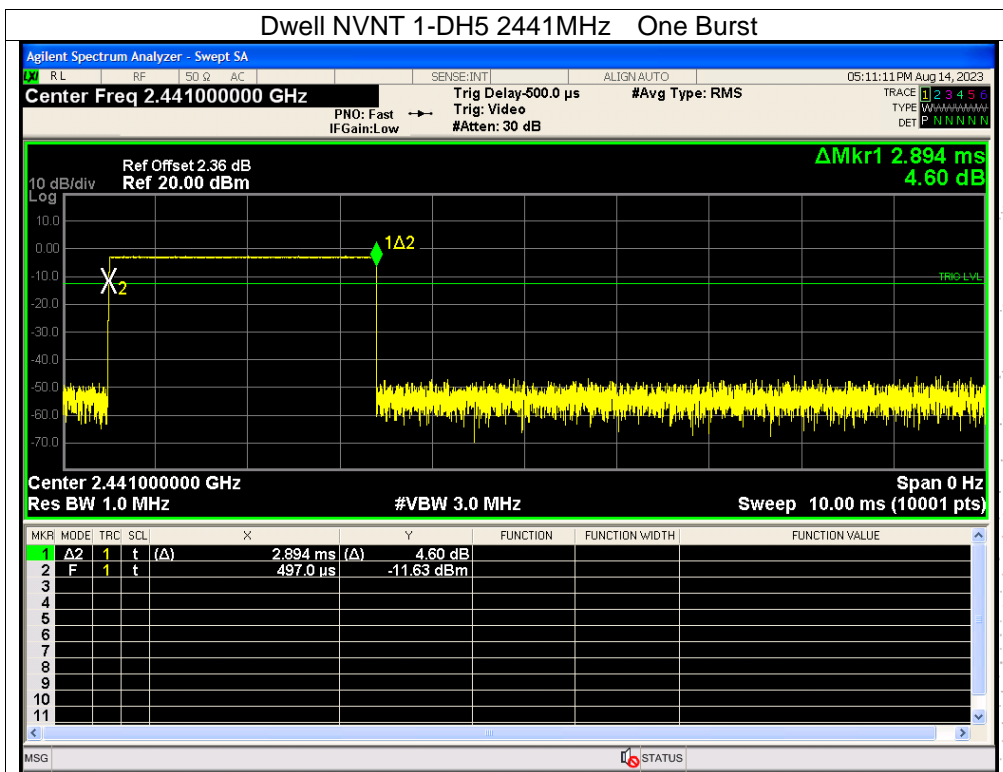 Dwell NVNT 1-DH5 2441MHz One Burst
Agilent Spectrum Analyzer - Swept SA
LXI RL RF 50 Ω AC SENSE:INT ALIGN AUTO 05:11:11 PM Aug 14, 2023
Center Freq 2.441000000 GHz Trig Delay-500.0 µs #Avg Type: RMS TRACE 1 2 3 4 5 6
PNO: Fast Trig: Video TYPE WWWWWW
IFGain:Low #Atten: 30 dB DET P N N N N N
ΔMkr1 2.894 ms
4.60 dB
Ref Offset 2.36 dB
10 dB/div Ref 20.00 dBm
Log
10.0
0.00
1Δ2
-10.0
TRIG LVL
2
-20.0
-30.0
-40.0
-50.0
-60.0
-70.0
Center 2.441000000 GHz Span 0 Hz
Res BW 1.0 MHz #VBW 3.0 MHz Sweep 10.00 ms (10001 pts)
MKR MODE TRC SCL X Y FUNCTION FUNCTION WIDTH FUNCTION VALUE
1 Δ2 1 t (Δ) 2.894 ms (Δ) 4.60 dB
2 F 1 t 497.0 µs -11.63 dBm
3
4
5
6
7
8
9
10
11
MSG STATUS